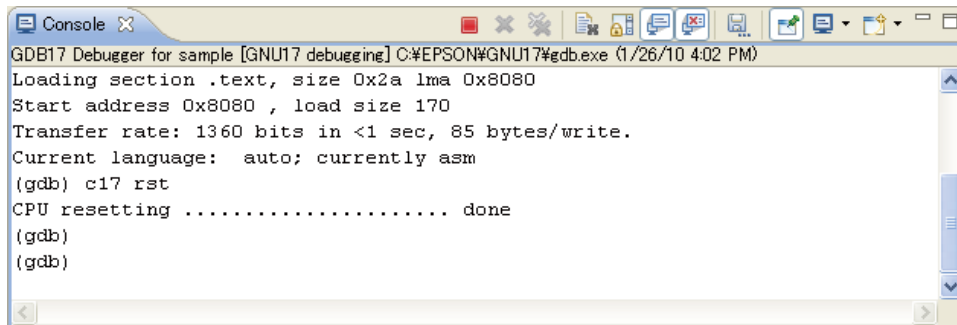 Console
GDB17 Debugger for sample [GNU17 debugging] C:¥EPSON¥GNU17¥gdb.exe (1/26/10 4:02 PM)
Loading section .text, size 0x2a lma 0x8080
Start address 0x8080 , load size 170
Transfer rate: 1360 bits in <1 sec, 85 bytes/write.
Current language:  auto; currently asm
(gdb) c17 rst
CPU resetting ...................... done
(gdb)
(gdb)